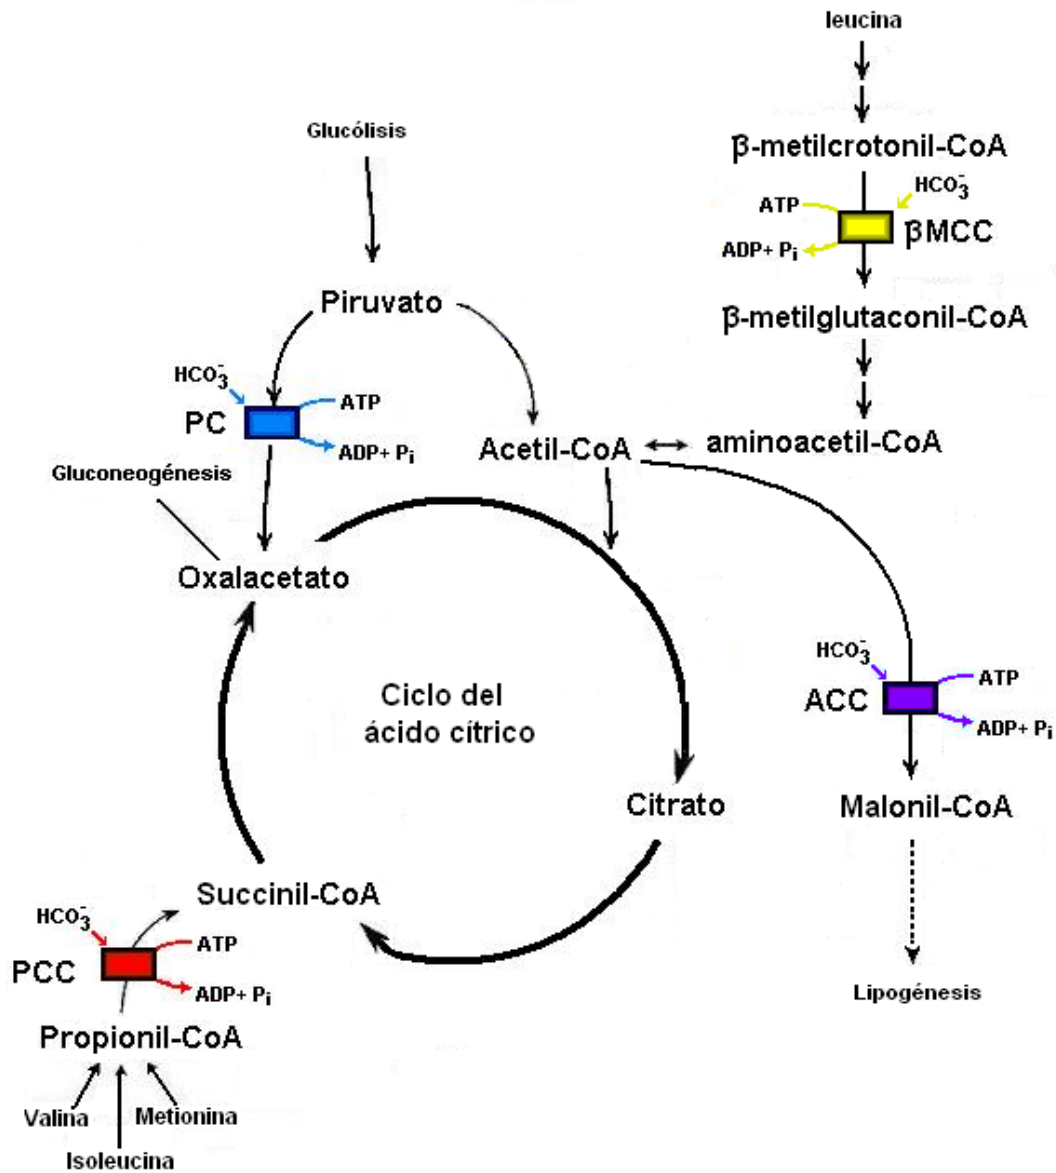 leucina
Glucólisis
β-metilcrotonil-CoA
HCO3-
ATP
βMCC
ADP+ Pi
Piruvato
β-metilglutaconil-CoA
HCO3-
ATP
PC
ADP+ Pi
Acetil-CoA
aminoacetil-CoA
Gluconeogénesis
Oxalacetato
Ciclo del
ácido cítrico
HCO3-
ATP
ACC
ADP+ Pi
Citrato
Malonil-CoA
Succinil-CoA
HCO3-
ATP
PCC
ADP+ Pi
Lipogénesis
Propionil-CoA
Valina
Metionina
Isoleucina